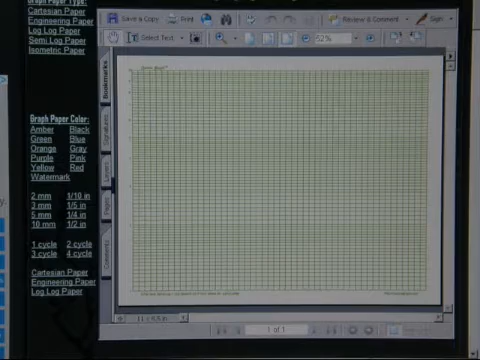 Graph Paper Type:
Cartesian Paper
Engineering Paper
Log Log Paper
Semi Log Paper
Isometric Paper
Graph Paper Color:
Amber Black
Green Blue
Orange Gray
Purple Pink
Yellow Red
Watermark
2 mm 1/10 in
3 mm 1/5 in
5 mm 1/4 in
10 mm 1/2 in
1 cycle 2 cycle
3 cycle 4 cycle
Cartesian Paper
Engineering Paper
Log Log Paper
Save a Copy Print Review & Comment Sign
Select Text 52%
Bookmarks
Signatures
Layers
Pages
Comments
1 of 1